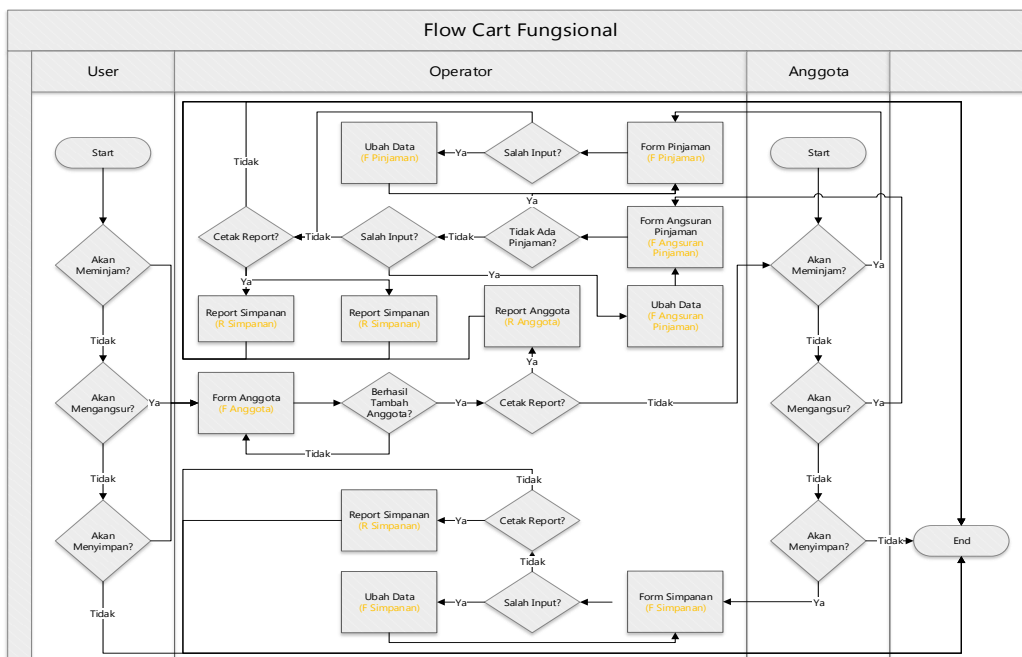 Flow Cart Fungsional
User
Operator
Anggota
Start
Akan
Meminjam?
Tidak
Akan
Mengangsur?
Ya
Tidak
Akan
Menyimpan?
Tidak
Ubah Data
(F Pinjaman)
Ya
Salah Input?
Form Pinjaman
(F Pinjaman)
Tidak
Ya
Cetak Report?
Tidak
Salah Input?
Tidak
Tidak Ada
Pinjaman?
Form Angsuran
Pinjaman
(F Angsuran
Pinjaman)
Ya
Ya
Report Simpanan
(R Simpanan)
Report Simpanan
(R Simpanan)
Report Anggota
(R Anggota)
Ubah Data
(F Angsuran
Pinjaman)
Ya
Form Anggota
(F Anggota)
Berhasil
Tambah
Anggota?
Ya
Cetak Report?
Tidak
Tidak
Tidak
Report Simpanan
(R Simpanan)
Ya
Cetak Report?
Tidak
Ubah Data
(F Simpanan)
Ya
Salah Input?
Form Simpanan
(F Simpanan)
Start
Akan
Meminjam?
Ya
Tidak
Akan
Mengangsur?
Ya
Tidak
Akan
Menyimpan?
Tidak
Ya
End